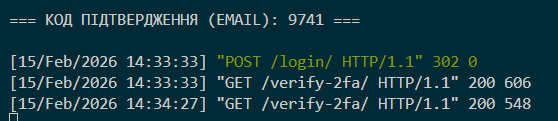 === КОД ПІДТВЕРДЖЕННЯ (EMAIL): 9741 ===
[15/Feb/2026 14:33:33] "POST /login/ HTTP/1.1" 302 0
[15/Feb/2026 14:33:33] "GET /verify-2fa/ HTTP/1.1" 200 606
[15/Feb/2026 14:34:27] "GET /verify-2fa/ HTTP/1.1" 200 548